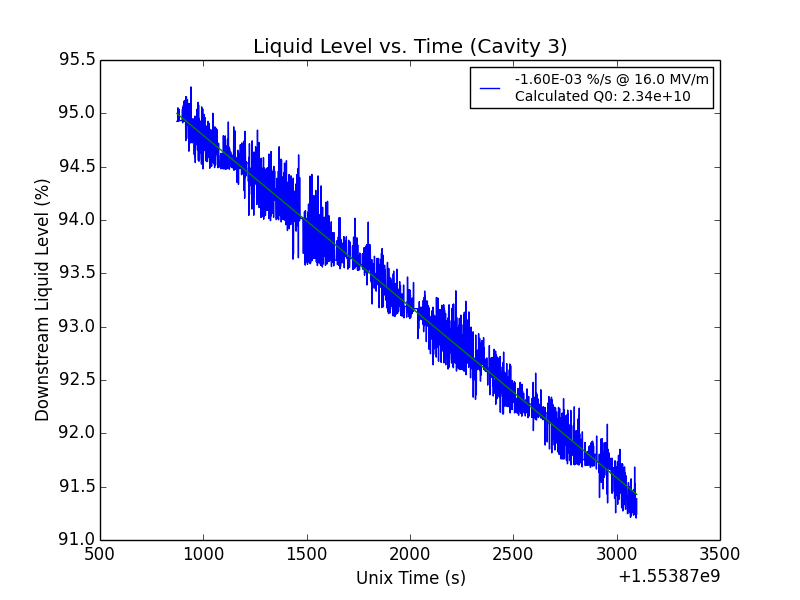 Liquid Level vs. Time (Cavity 3)
-1.60E-03 %/s @ 16.0 MV/m
Calculated Q0: 2.34e+10
Downstream Liquid Level (%)
95.5
95.0
94.5
94.0
93.5
93.0
92.5
92.0
91.5
91.0
500 1000 1500 2000 2500 3000 3500
Unix Time (s)
+1.55387e9